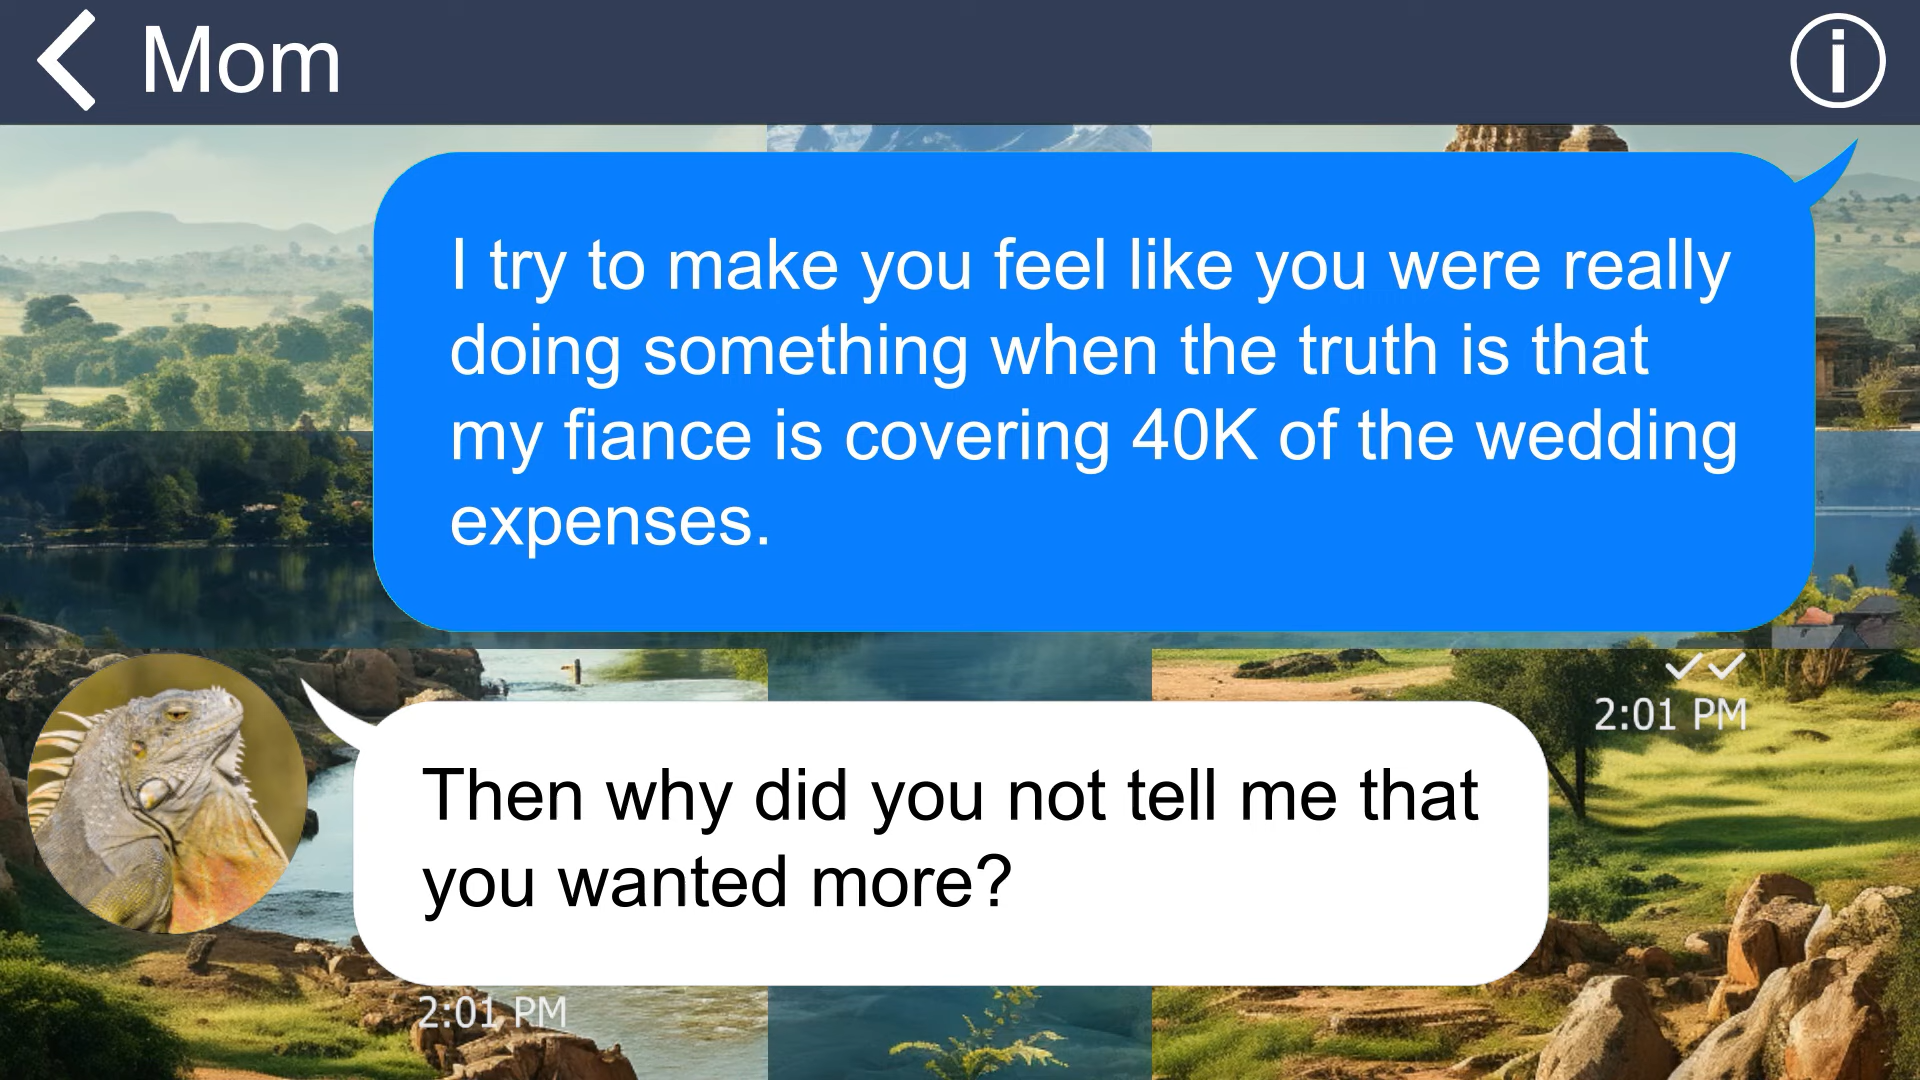 Mom
I try to make you feel like you were really
doing something when the truth is that
my fiance is covering 40K of the wedding
expenses.
2:01 PM
Then why did you not tell me that
you wanted more?
2:01 PM